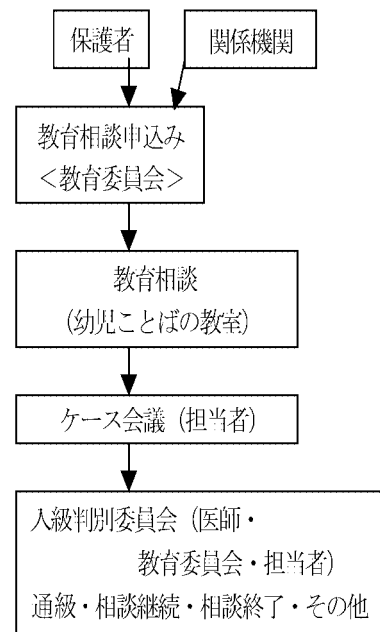 保護者
関係機関
教育相談申込み
＜教育委員会＞
教育相談
(幼児ことばの教室)
ケース会議 (担当者)
入級判別委員会 (医師・
教育委員会・担当者)
通級・相談継続・相談終了・その他